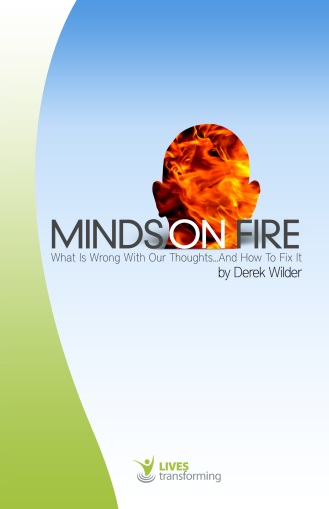 MINDS ON FIRE
What Is Wrong With Our Thoughts...And How To Fix It
by Derek Wilder
LIVES
transforming